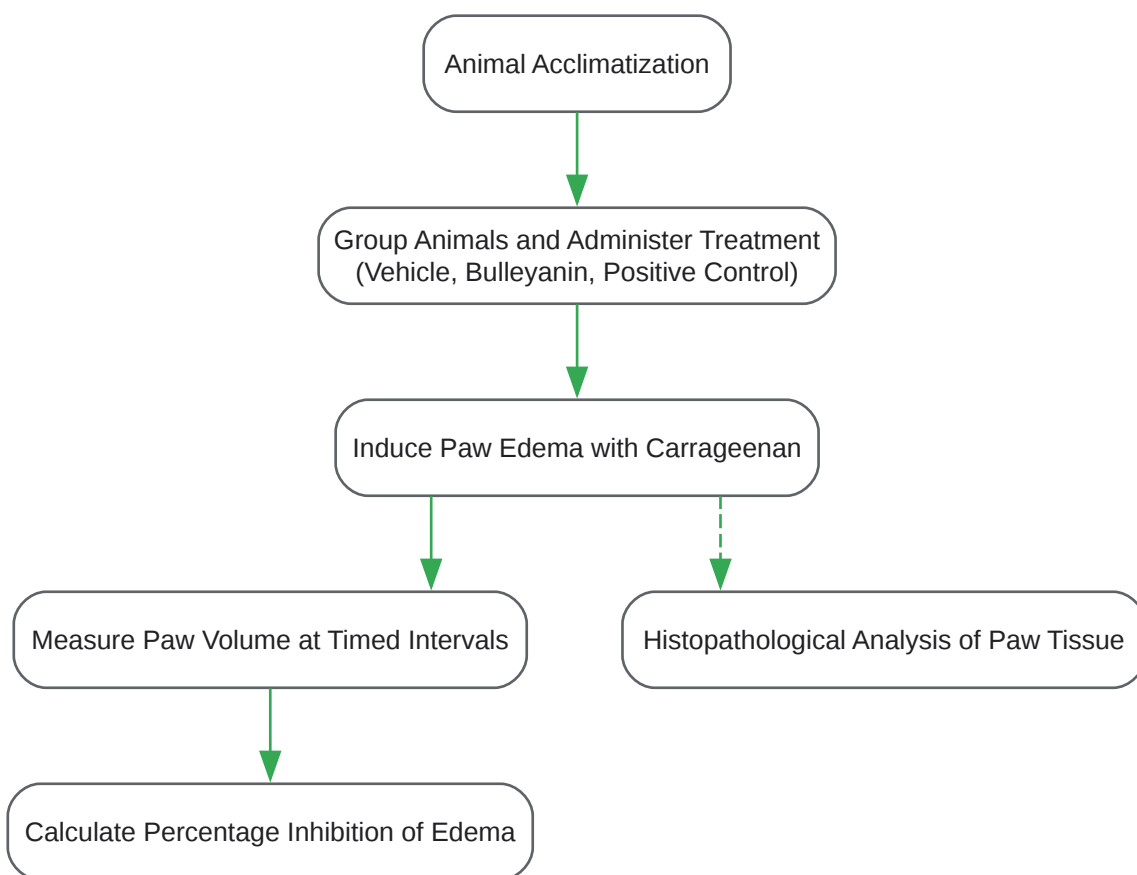 Animal Acclimatization
Group Animals and Administer Treatment
(Vehicle, Bulleyanin, Positive Control)
Induce Paw Edema with Carrageenan
Measure Paw Volume at Timed Intervals
Histopathological Analysis of Paw Tissue
Calculate Percentage Inhibition of Edema